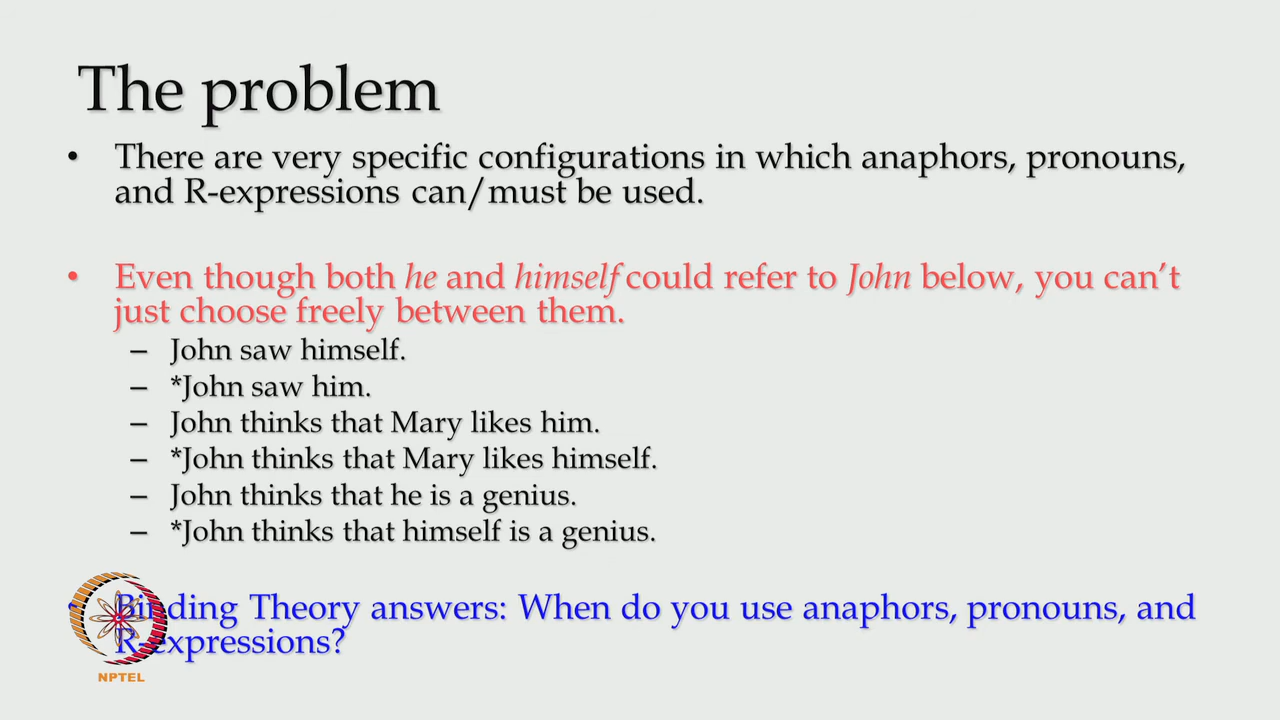 The problem
• There are very specific configurations in which anaphors, pronouns,
and R-expressions can/must be used.
• Even though both he and himself could refer to John below, you can't
just choose freely between them.
– John saw himself.
– *John saw him.
– John thinks that Mary likes him.
– *John thinks that Mary likes himself.
– John thinks that he is a genius.
– *John thinks that himself is a genius.
• Binding Theory answers: When do you use anaphors, pronouns, and
R-expressions?
NPTEL